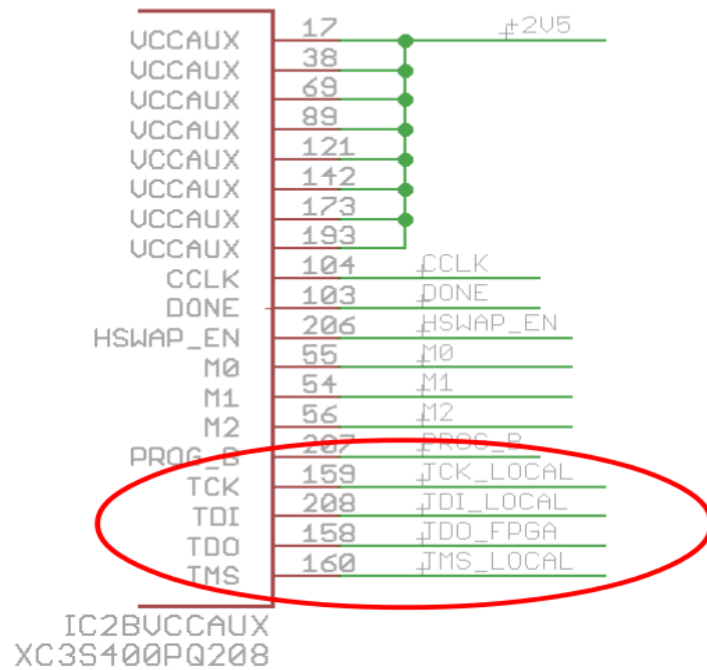 VCCAUX 17 +2V5
VCCAUX 38
VCCAUX 69
VCCAUX 89
VCCAUX 121
VCCAUX 142
VCCAUX 173
VCCAUX 193
CCLK 104 CCLK
DONE 103 DONE
HSWAP_EN 206 HSWAP_EN
M0 55 M0
M1 54 M1
M2 56 M2
PROG_B 207 PROG_B
TCK 159 TCK_LOCAL
TDI 208 TDI_LOCAL
TDO 158 TDO_FPGA
TMS 160 TMS_LOCAL
IC2BVCCAUX
XC3S400PQ208